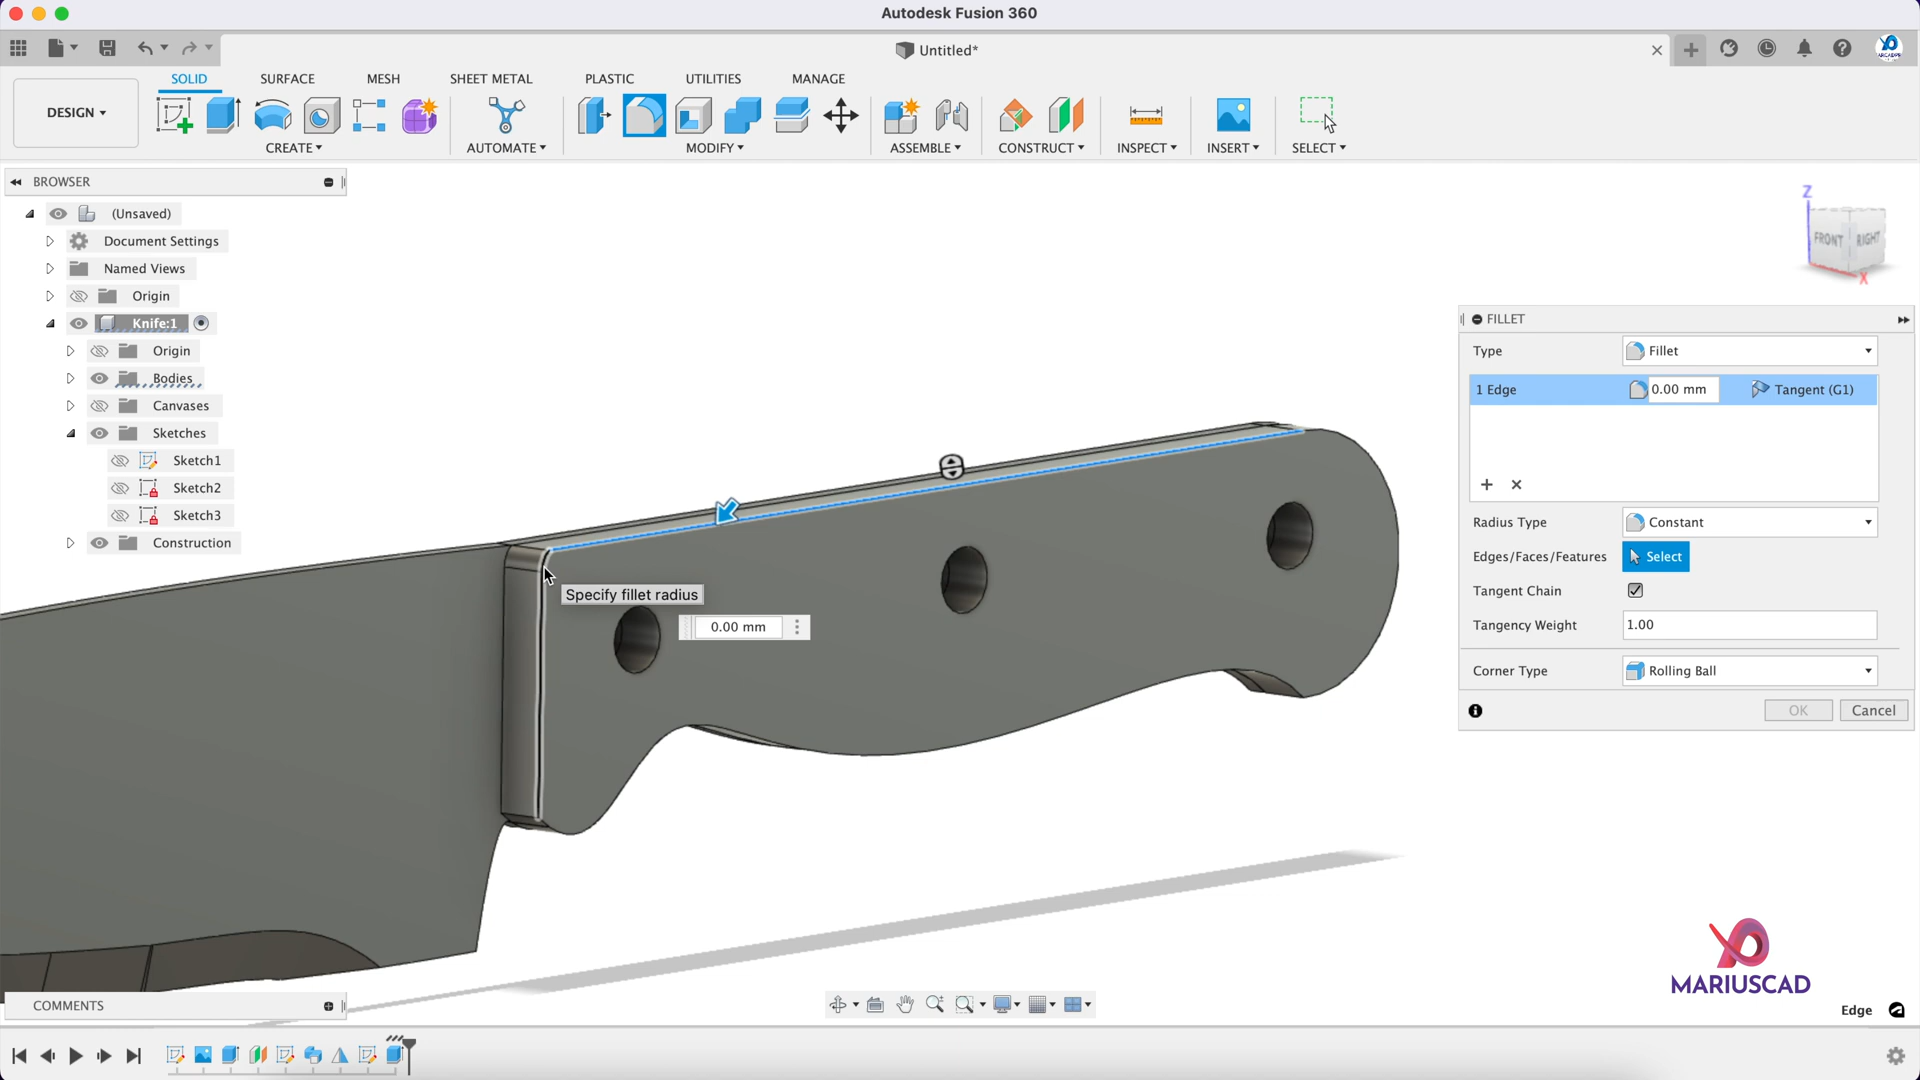 Autodesk Fusion 360
Untitled*
SOLID SURFACE MESH SHEET METAL PLASTIC UTILITIES MANAGE
DESIGN
CREATE AUTOMATE MODIFY ASSEMBLE CONSTRUCT INSPECT INSERT SELECT
BROWSER
(Unsaved)
Document Settings
Named Views
Origin
Knife:1
Origin
Bodies
Canvases
Sketches
Sketch1
Sketch2
Sketch3
Construction
Z
FRONT RIGHT
X
FILLET
Type Fillet
1 Edge 0.00 mm Tangent (G1)
Radius Type Constant
Edges/Faces/Features Select
Tangent Chain
Tangency Weight 1.00
Corner Type Rolling Ball
OK Cancel
Specify fillet radius
0.00 mm
MARIUSCAD
COMMENTS
Edge